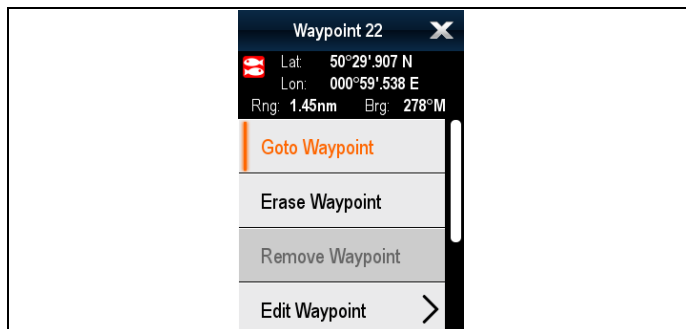 Waypoint 22
Lat: 50°29'.907 N
Lon: 000°59'.538 E
Rng: 1.45nm Brg: 278°M
Goto Waypoint
Erase Waypoint
Remove Waypoint
Edit Waypoint